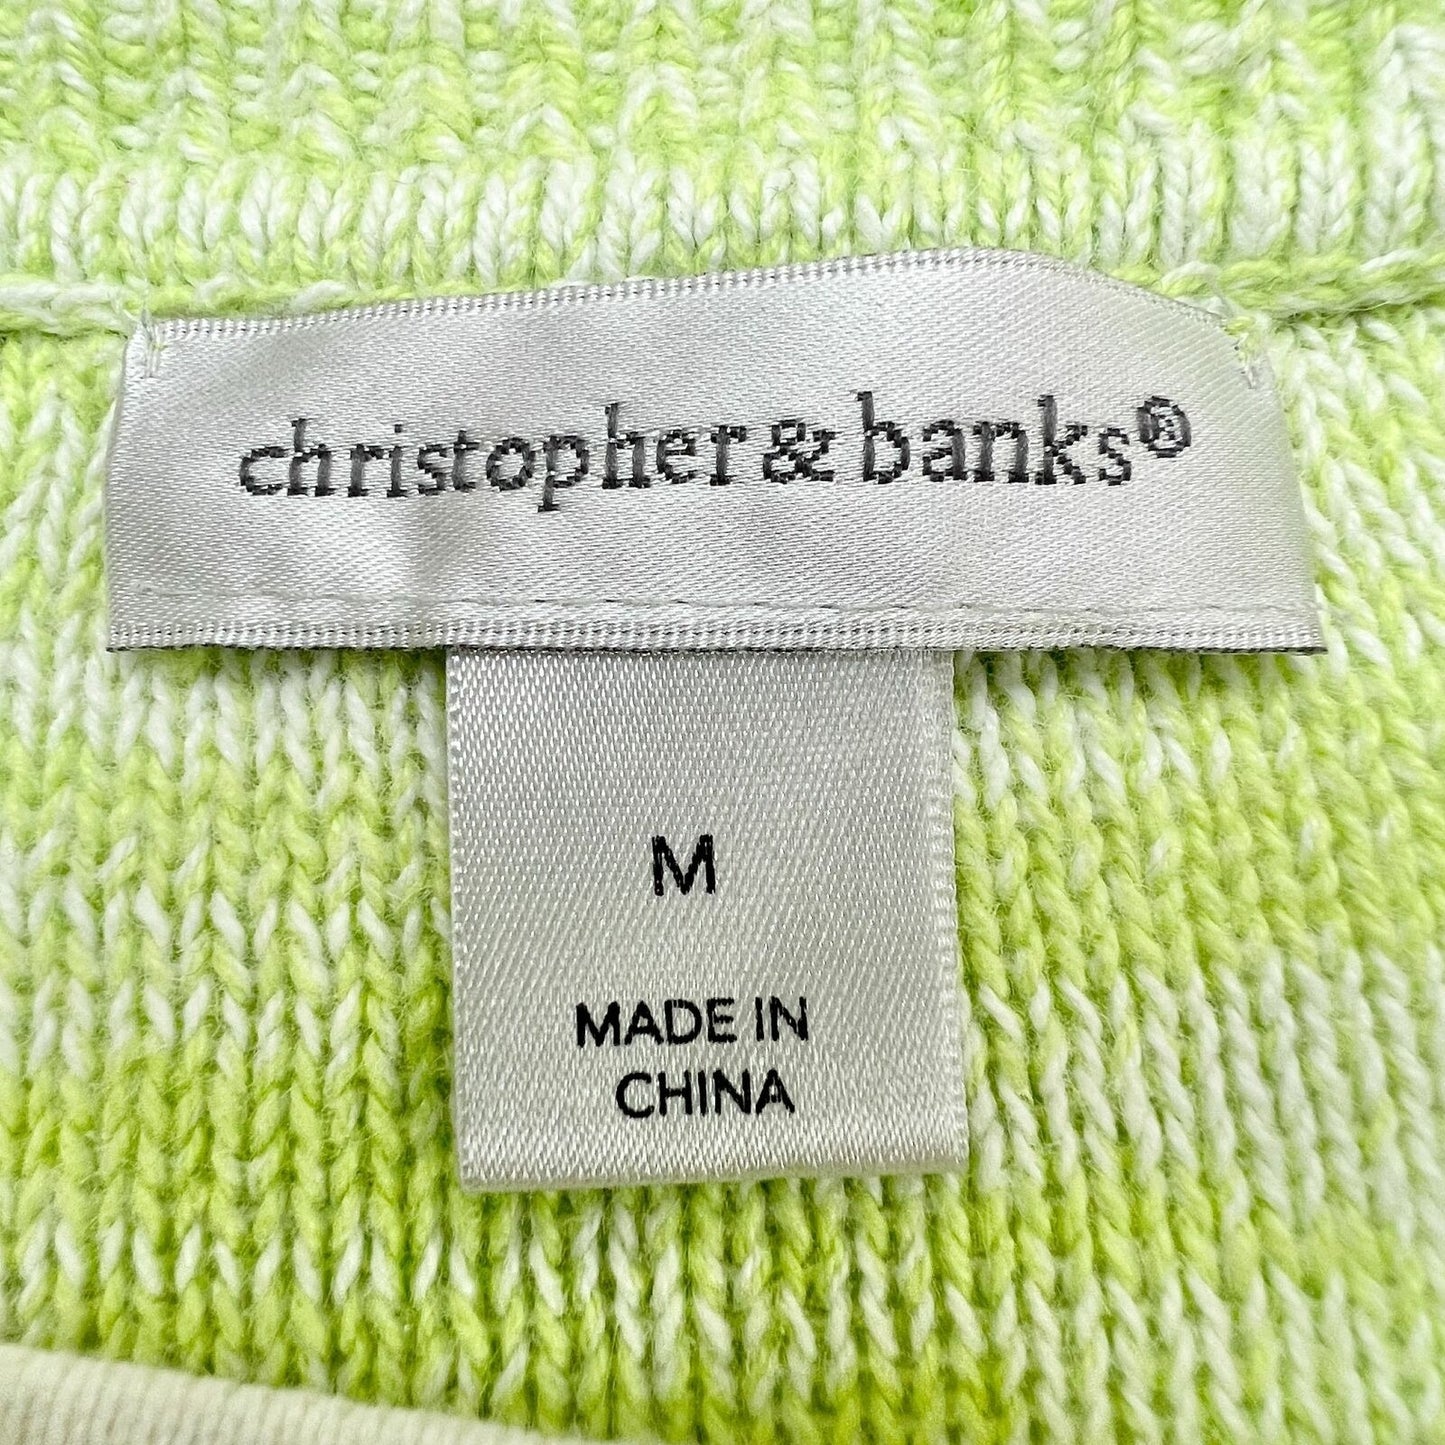 christopher & banks®
M
MADE IN
CHINA